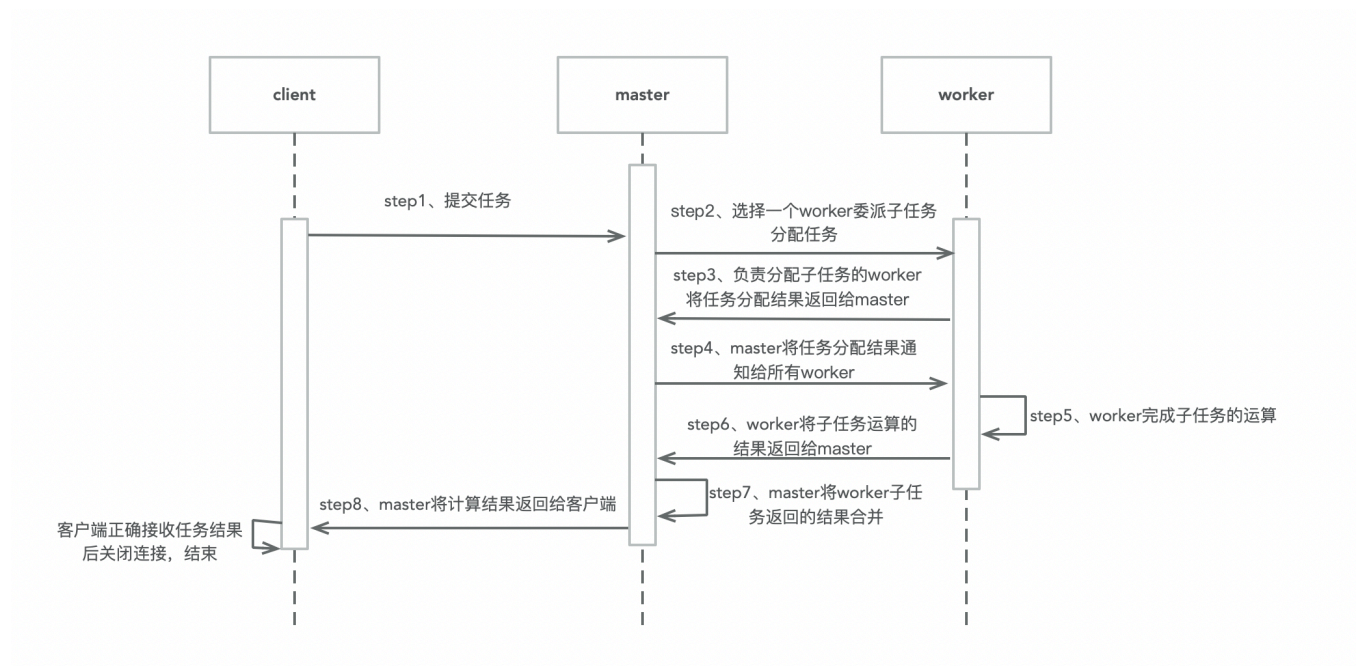 client
master
worker
step1、提交任务
step2、选择一个worker委派子任务
分配任务
step3、负责分配子任务的worker
将任务分配结果返回给master
step4、master将任务分配结果通
知给所有worker
step5、worker完成子任务的运算
step6、worker将子任务运算的
结果返回给master
step7、master将worker子任
务返回的结果合并
step8、master将计算结果返回给客户端
客户端正确接收任务结果
后关闭连接，结束